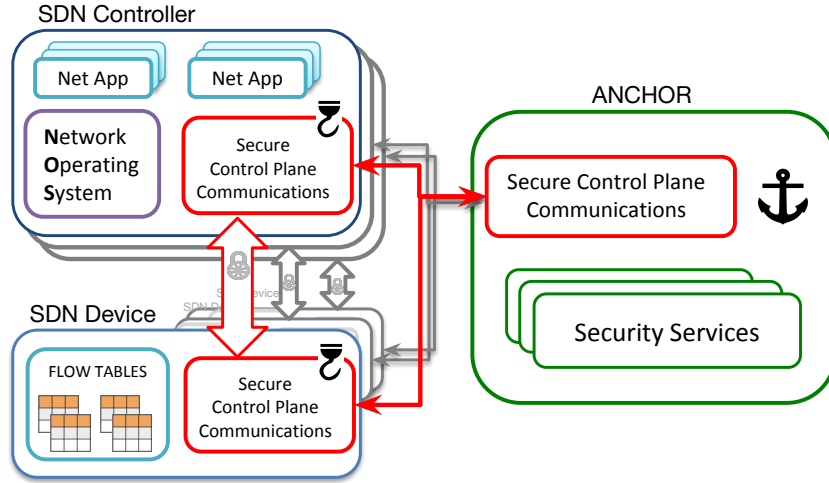 SDN Controller
Net App
Net App
Network
Operating
System
Secure
Control Plane
Communications
ANCHOR
Secure Control Plane
Communications
Security Services
SDN Device
FLOW TABLES
Secure
Control Plane
Communications